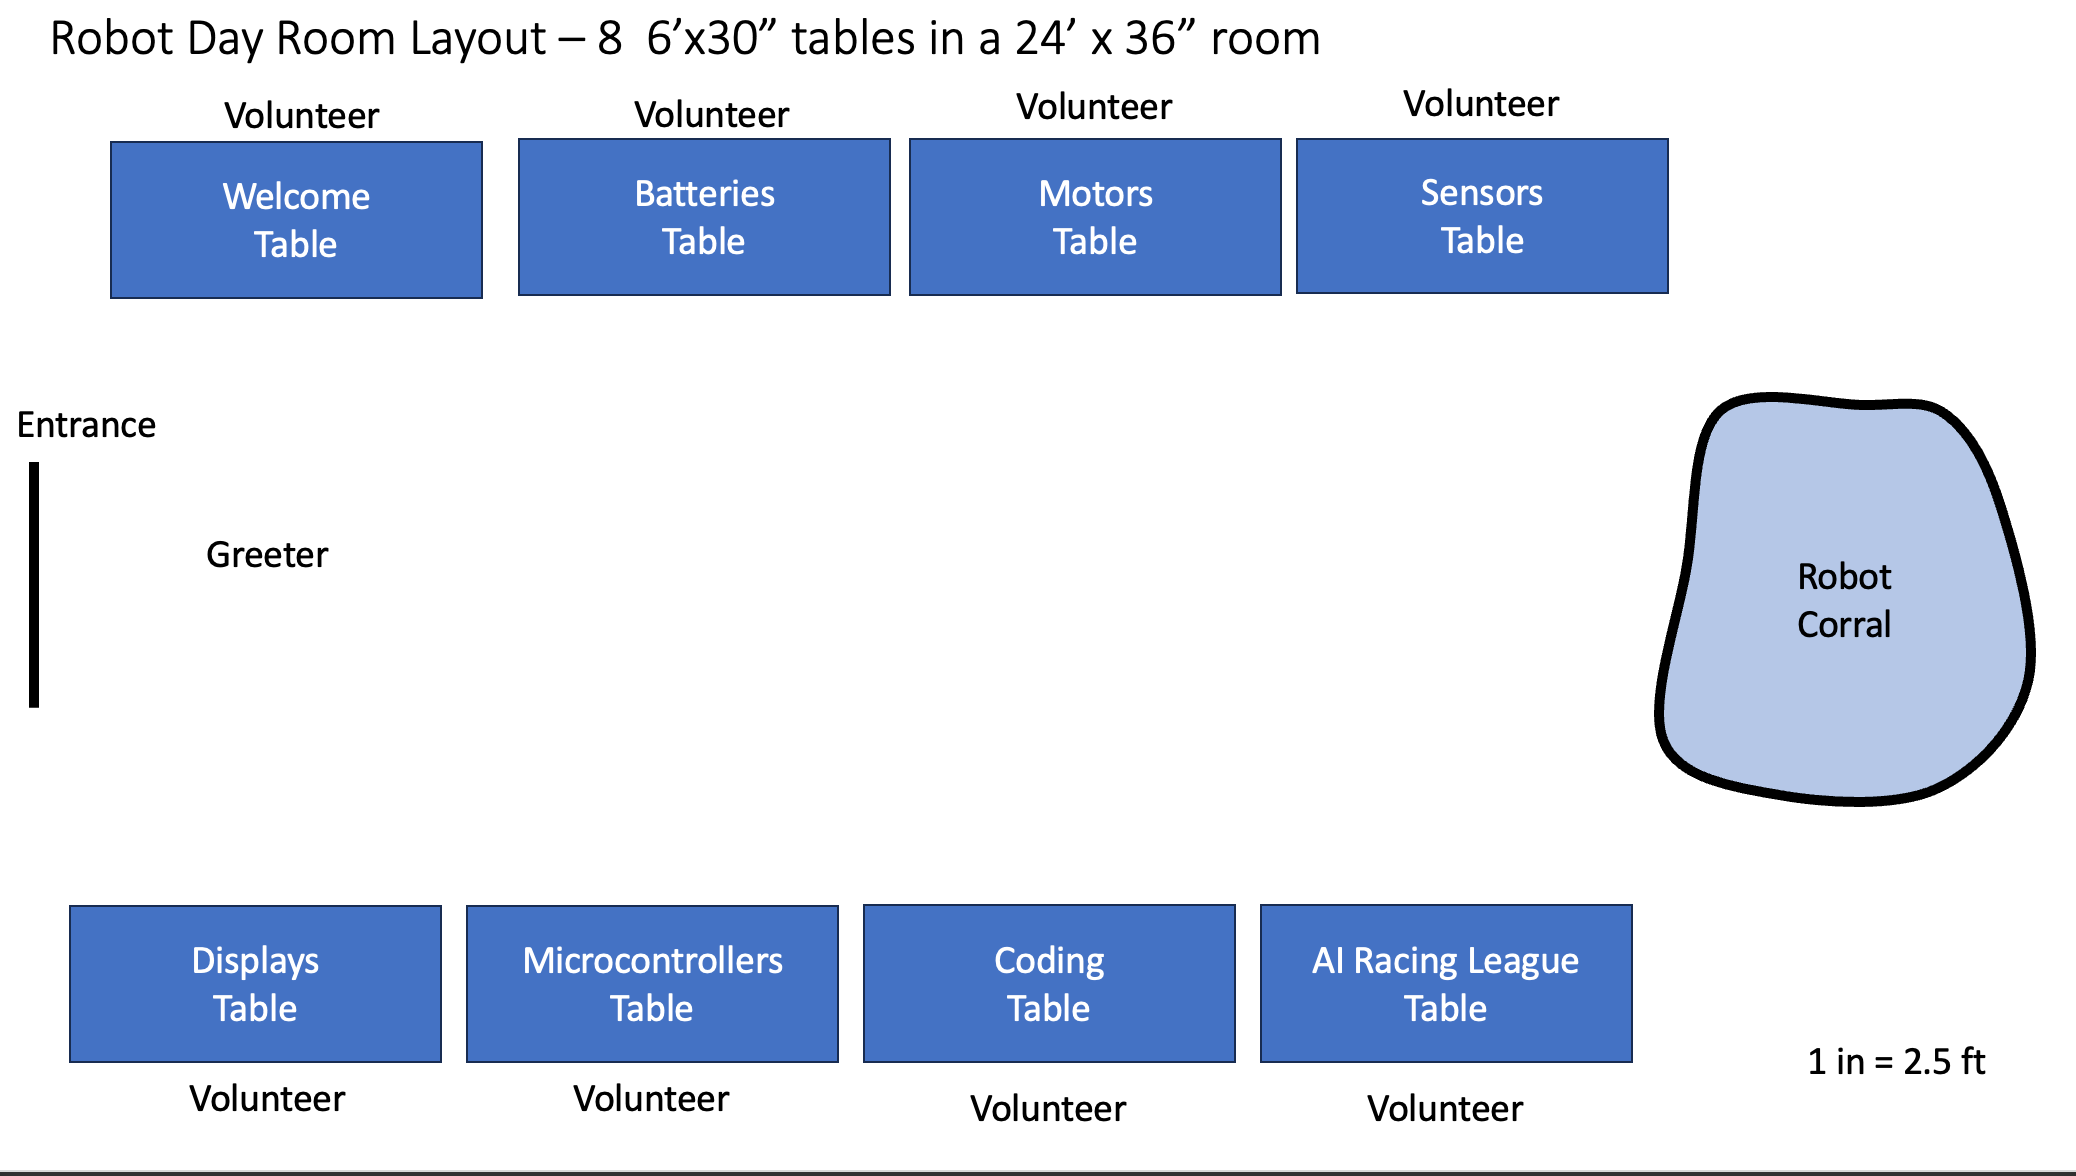 Robot Day Room Layout – 8  6’x30” tables in a 24’ x 36” room
Volunteer
Volunteer
Volunteer
Volunteer
Welcome
Table
Batteries
Table
Motors
Table
Sensors
Table
Entrance
Greeter
Robot
Corral
Displays
Table
Microcontrollers
Table
Coding
Table
AI Racing League
Table
1 in = 2.5 ft
Volunteer
Volunteer
Volunteer
Volunteer